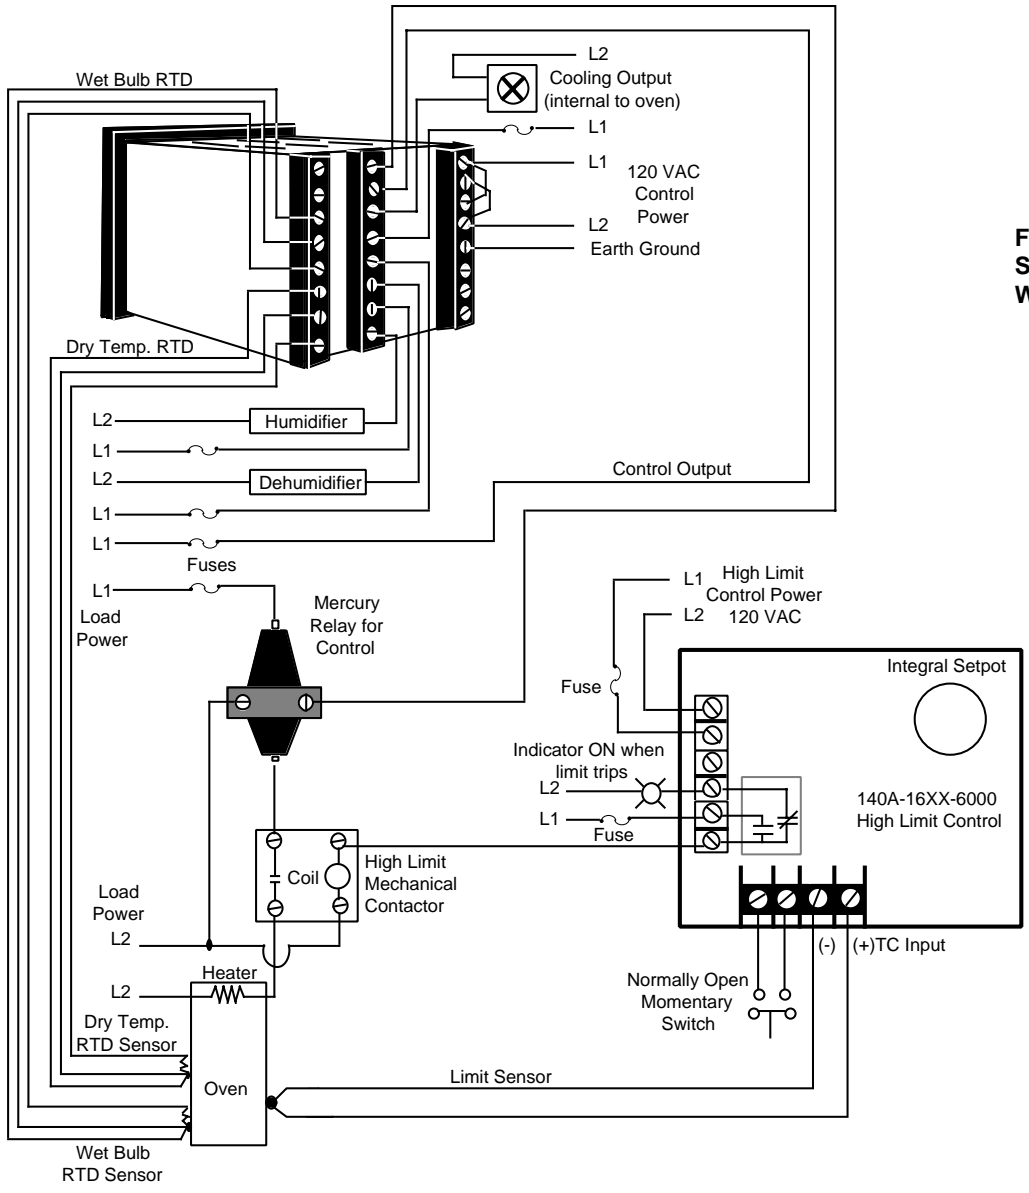 L2
Wet Bulb RTD
Cooling Output
(internal to oven)
L1
L1
120 VAC
Control
Power
L2
Earth Ground
F
S
W
Dry Temp. RTD
L2
Humidifier
L1
L2
Dehumidifier
Control Output
L1
L1
Fuses
L1
Load
Power
Mercury
Relay for
Control
L1
High Limit
Control Power
L2
120 VAC
Integral Setpot
Fuse
Indicator ON when
limit trips
L2
L1
Fuse
140A-16XX-6000
High Limit Control
Coil
High Limit
Mechanical
Contactor
Load
Power
L2
(-)
(+)TC Input
Heater
L2
Normally Open
Momentary
Switch
Dry Temp.
RTD Sensor
Oven
Limit Sensor
Wet Bulb
RTD Sensor